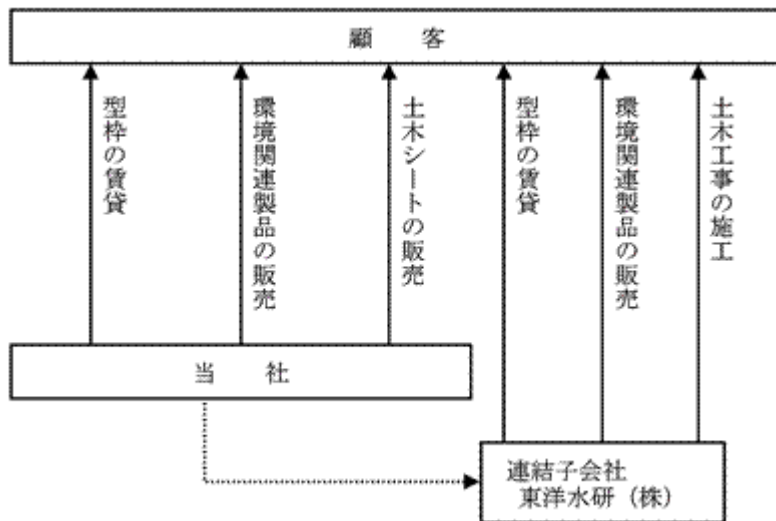 顧　客
型枠の賃貸
環境関連製品の販売
土木シートの販売
型枠の賃貸
環境関連製品の販売
土木工事の施工
当　社
連結子会社
東洋水研（株）